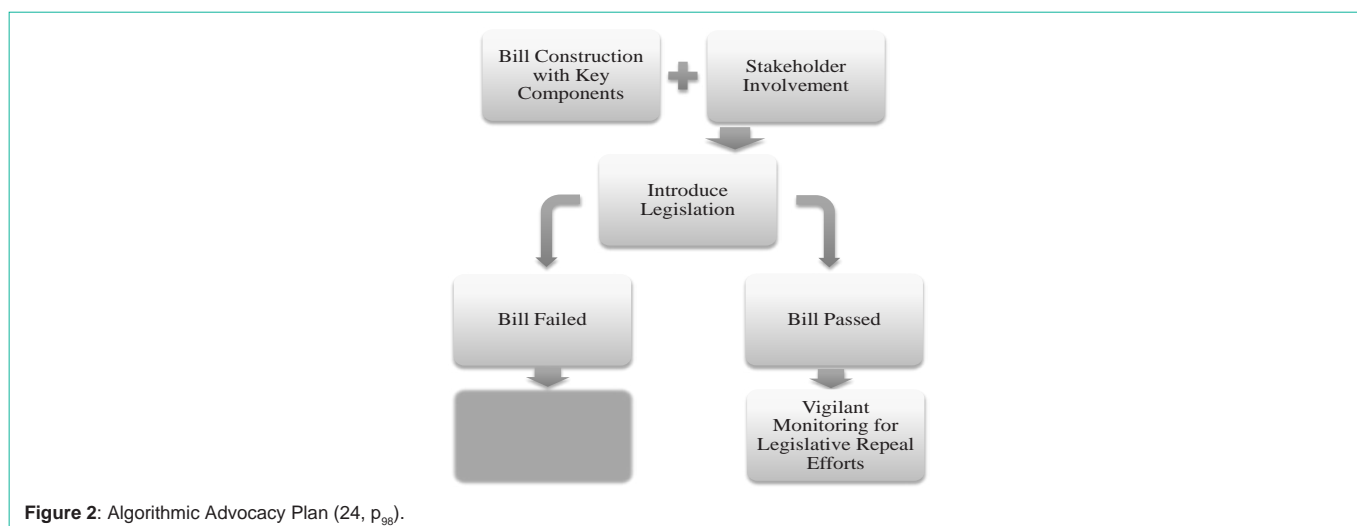 Bill Construction
with Key
Components
Stakeholder
Involvement
Introduce
Legislation
Bill Failed
Bill Passed
Vigilant
Monitoring for
Legislative Repeal
Efforts
Figure 2: Algorithmic Advocacy Plan (24, p98).